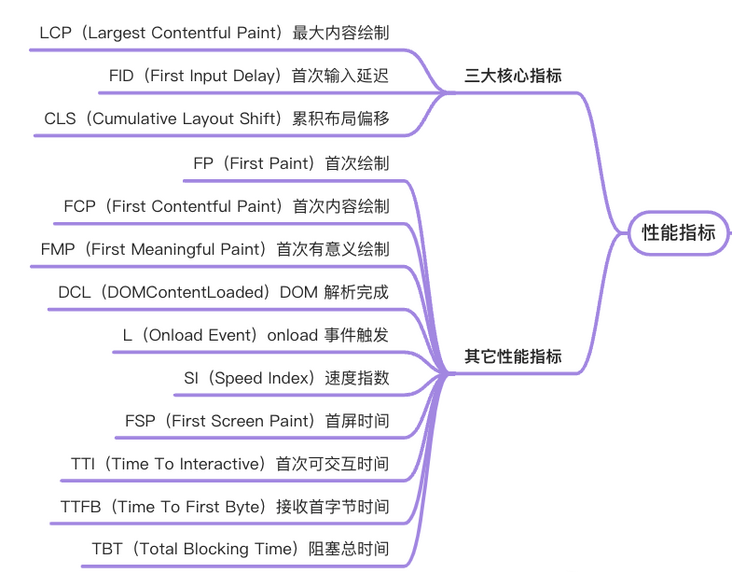 LCP（Largest Contentful Paint）最大内容绘制
FID（First Input Delay）首次输入延迟
三大核心指标
CLS（Cumulative Layout Shift）累积布局偏移
FP（First Paint）首次绘制
FCP（First Contentful Paint）首次内容绘制
性能指标
FMP（First Meaningful Paint）首次有意义绘制
DCL（DOMContentLoaded）DOM 解析完成
L（Onload Event）onload 事件触发
其它性能指标
SI（Speed Index）速度指数
FSP（First Screen Paint）首屏时间
TTI（Time To Interactive）首次可交互时间
TTFB（Time To First Byte）接收首字节时间
TBT（Total Blocking Time）阻塞总时间